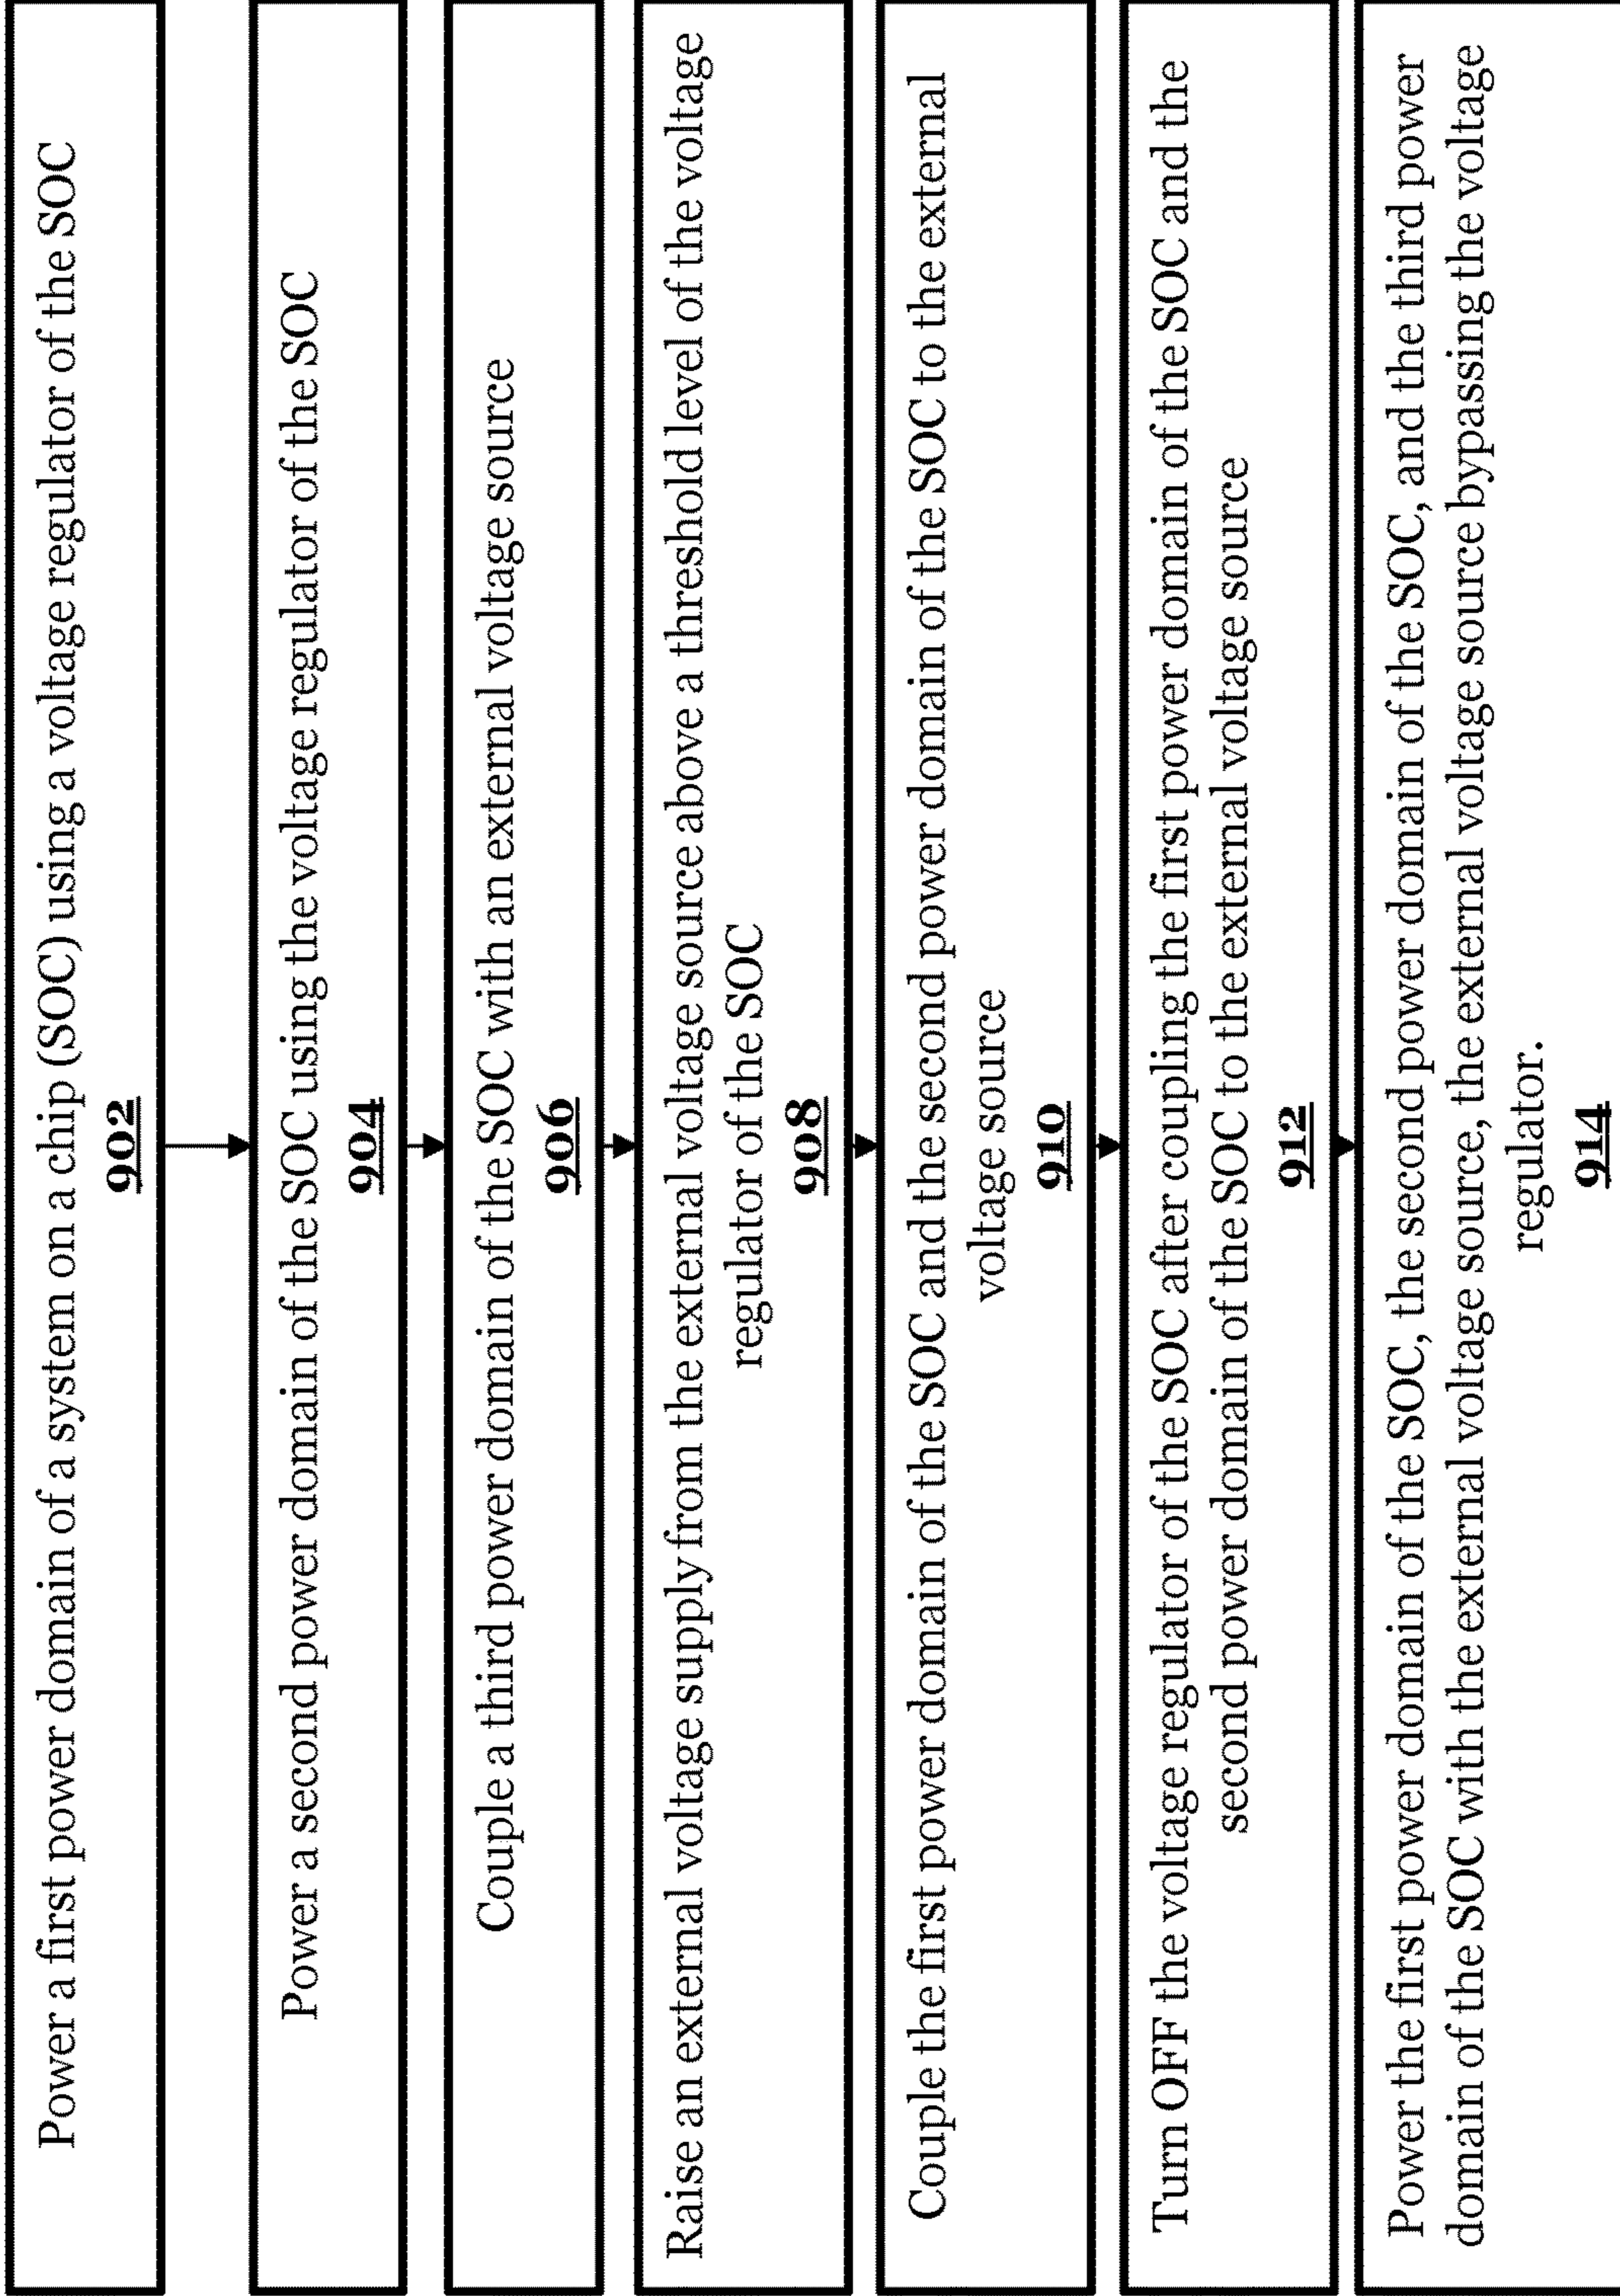 Power a first power domain of a system on a chip (SOC) using a voltage regulator of the SOC
902
Power a second power domain of the SOC using the voltage regulator of the SOC
904
Couple a third power domain of the SOC with an external voltage source
906
Raise an external voltage supply from the external voltage source above a threshold level of the voltage
regulator of the SOC
908
Couple the first power domain of the SOC and the second power domain of the SOC to the external
voltage source
910
Turn OFF the voltage regulator of the SOC after coupling the first power domain of the SOC and the
second power domain of the SOC to the external voltage source
912
Power the first power domain of the SOC, the second power domain of the SOC, and the third power
domain of the SOC with the external voltage source, the external voltage source bypassing the voltage
regulator.
914